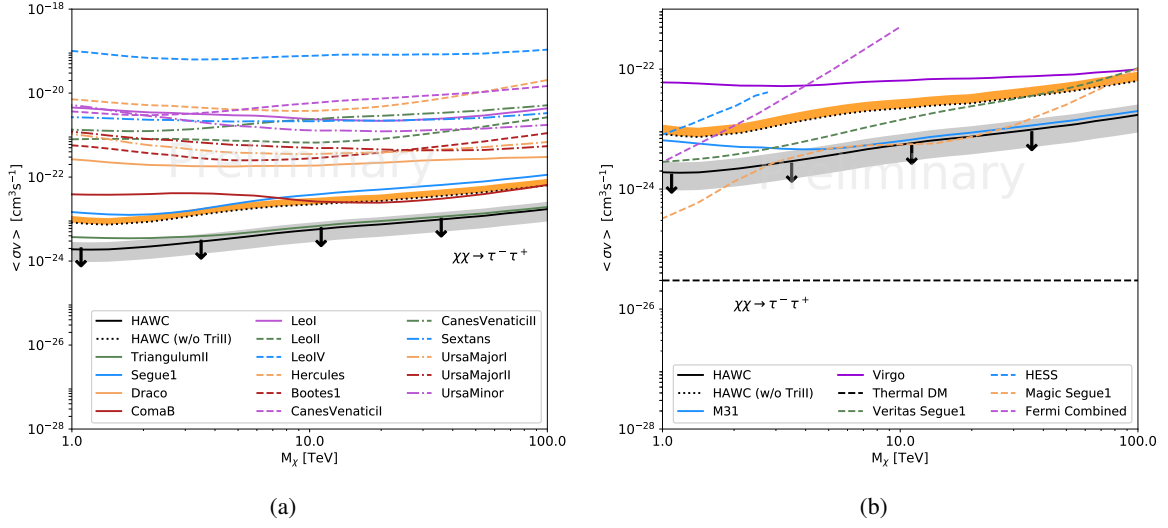 10⁻¹⁸
10⁻²⁰
10⁻²²
10⁻²⁴
10⁻²⁶
10⁻²⁸
< σv > [cm³s⁻¹]
Preliminary
χχ → τ⁻ τ⁺
HAWC
HAWC (w/o TriII)
TriangulumII
Segue1
Draco
ComaB
LeoI
LeoII
LeoIV
Hercules
Bootes1
CanesVenaticiI
CanesVenaticiII
Sextans
UrsaMajorI
UrsaMajorII
UrsaMinor
1.0 10.0 100.0
Mχ [TeV]
(a)
10⁻²²
10⁻²⁴
10⁻²⁶
10⁻²⁸
< σv > [cm³s⁻¹]
Preliminary
χχ → τ⁻ τ⁺
HAWC
HAWC (w/o TriII)
M31
Virgo
Thermal DM
Veritas Segue1
HESS
Magic Segue1
Fermi Combined
1.0 10.0 100.0
Mχ [TeV]
(b)